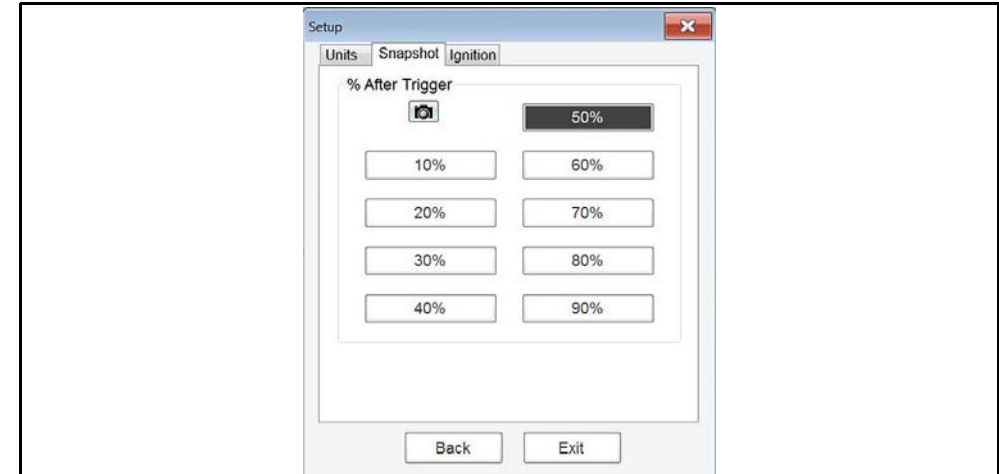 Setup
Units Snapshot Ignition
% After Trigger
50%
10% 60%
20% 70%
30% 80%
40% 90%
Back Exit